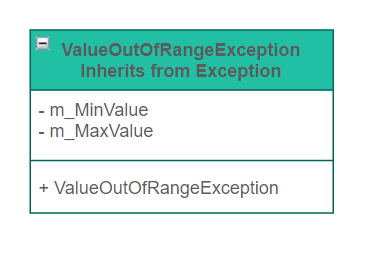 ValueOutOfRangeException
Inherits from Exception
- m_MinValue
- m_MaxValue
+ ValueOutOfRangeException